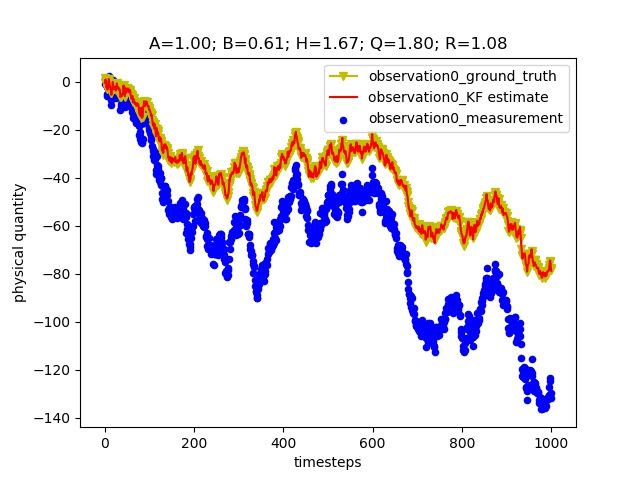 A=1.00; B=0.61; H=1.67; Q=1.80; R=1.08
observation0_ground_truth
observation0_KF estimate
observation0_measurement
physical quantity
0
−20
−40
−60
−80
−100
−120
−140
0 200 400 600 800 1000
timesteps